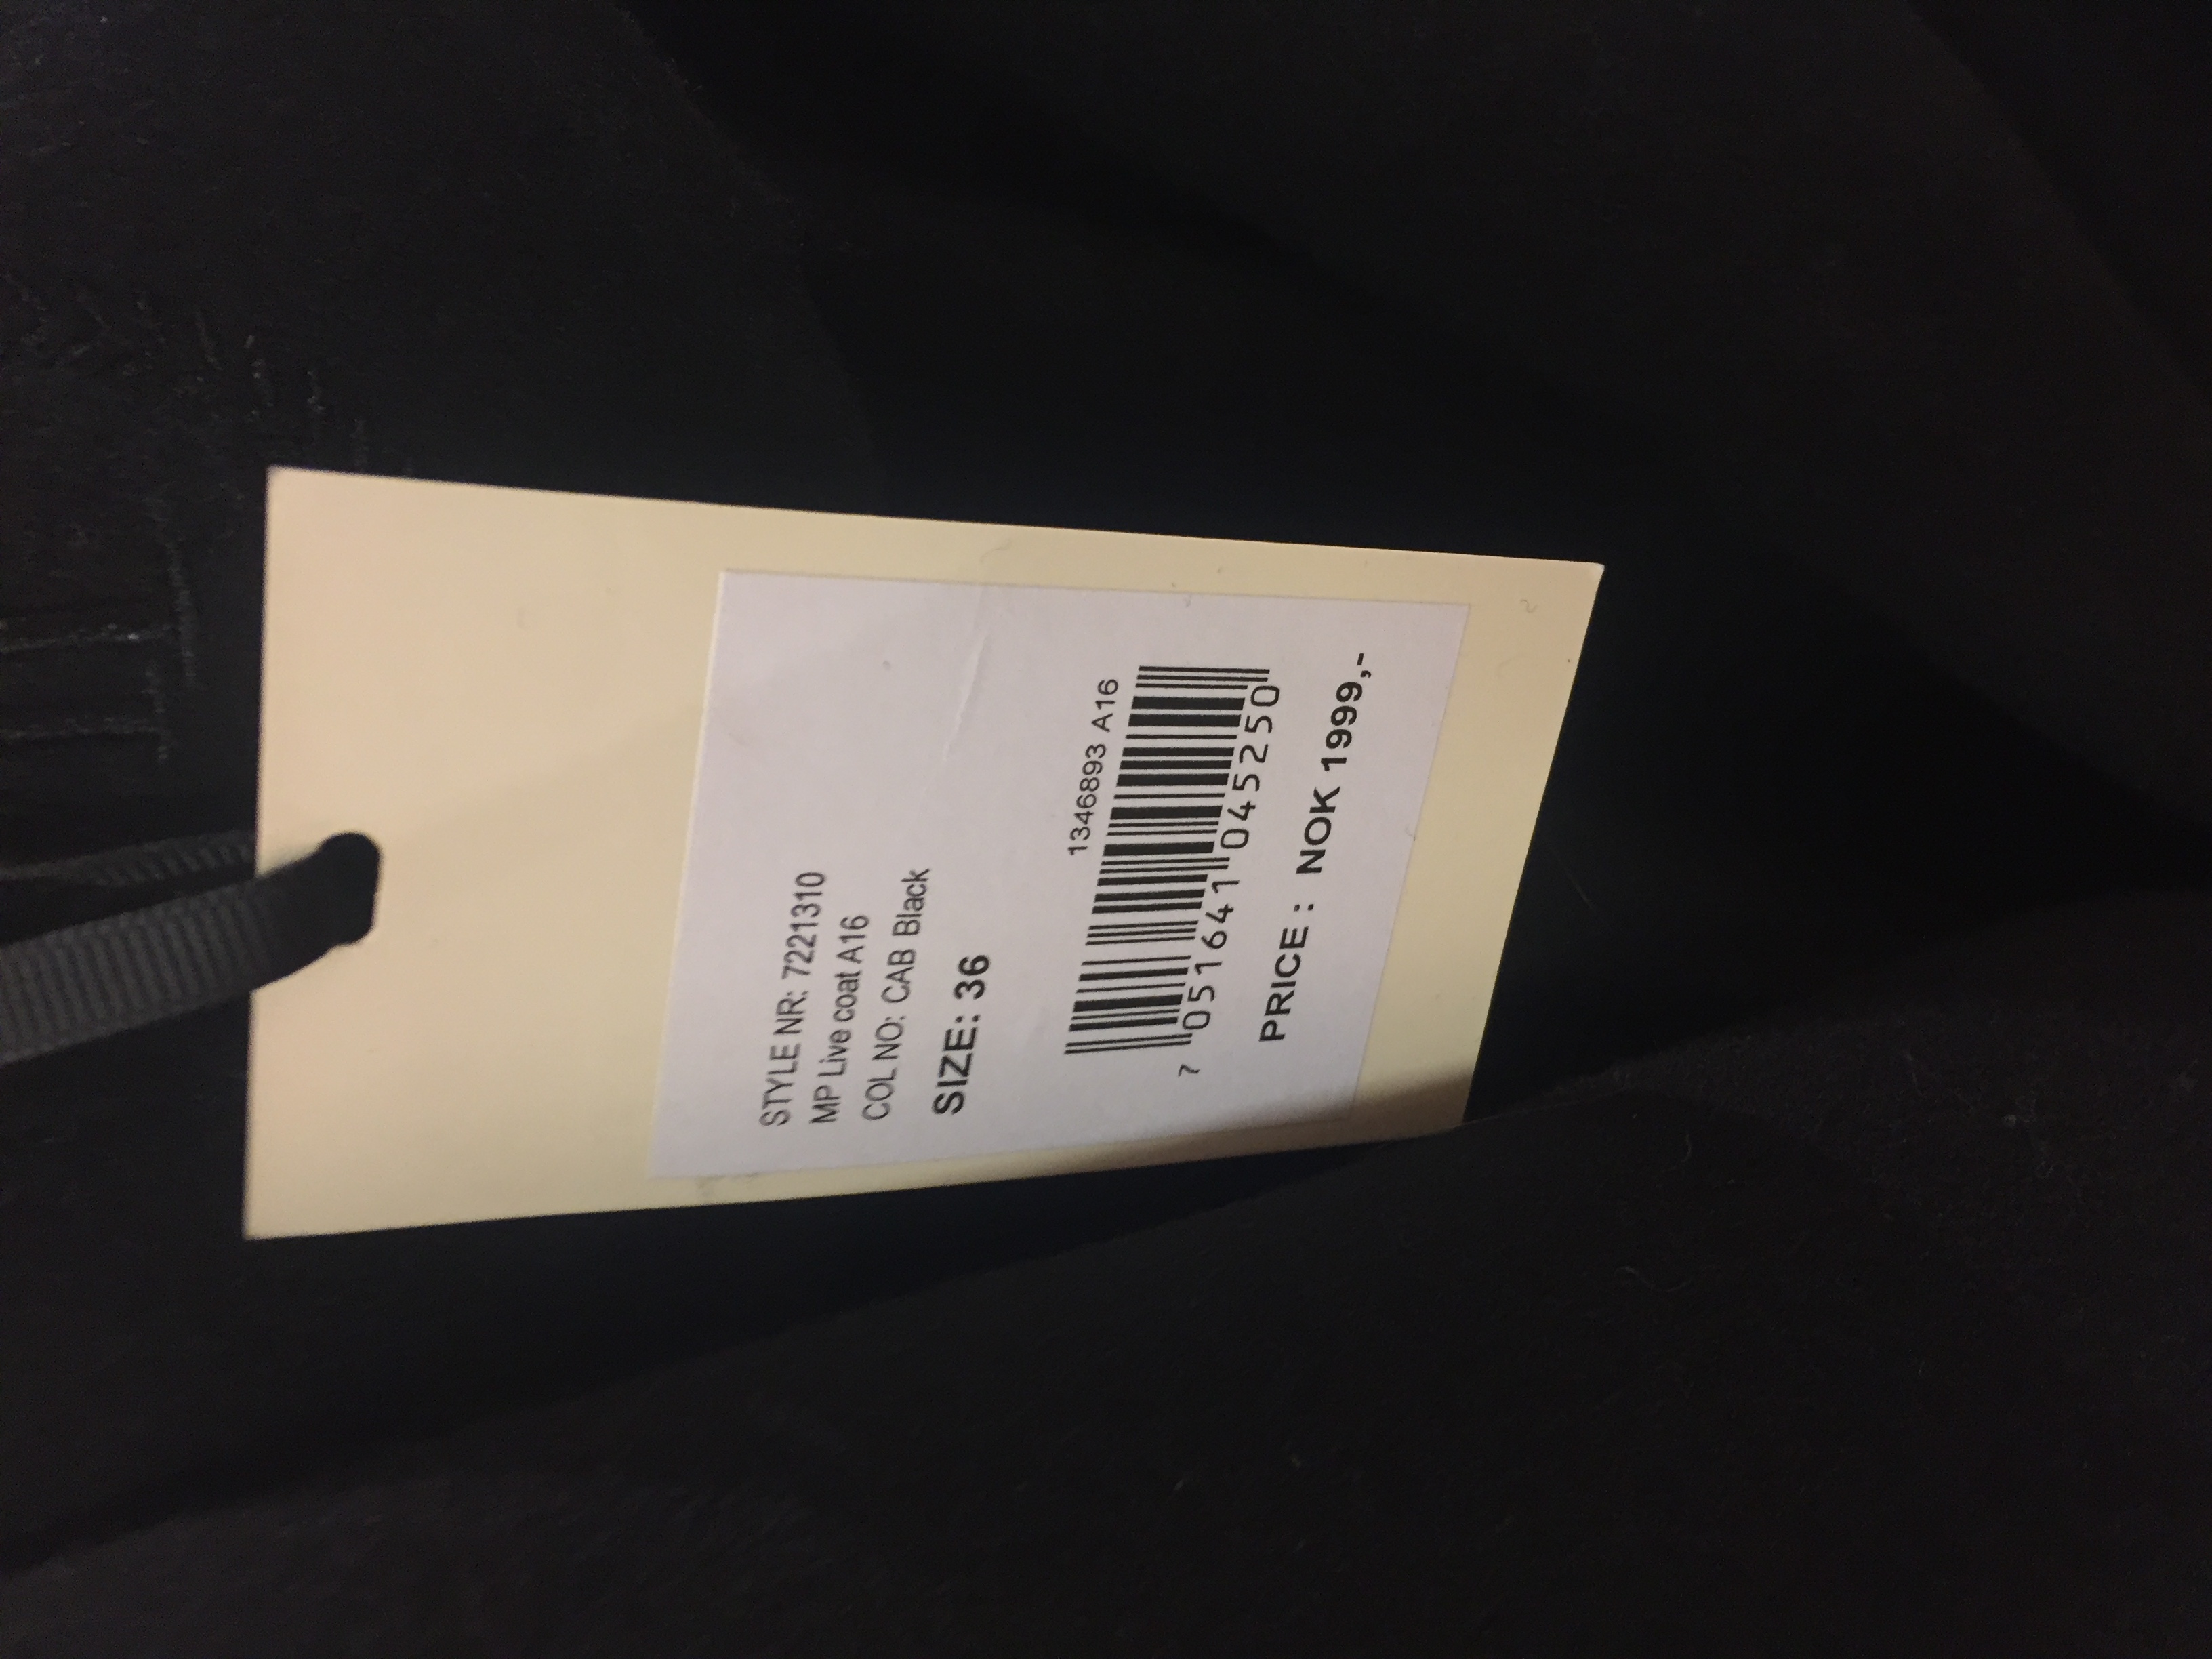 STYLE NR: 7221310
MP Live coat A16
COL NO: CAB Black
SIZE: 36
1346893 A16
7 051641 045250
PRICE : NOK 1999,-